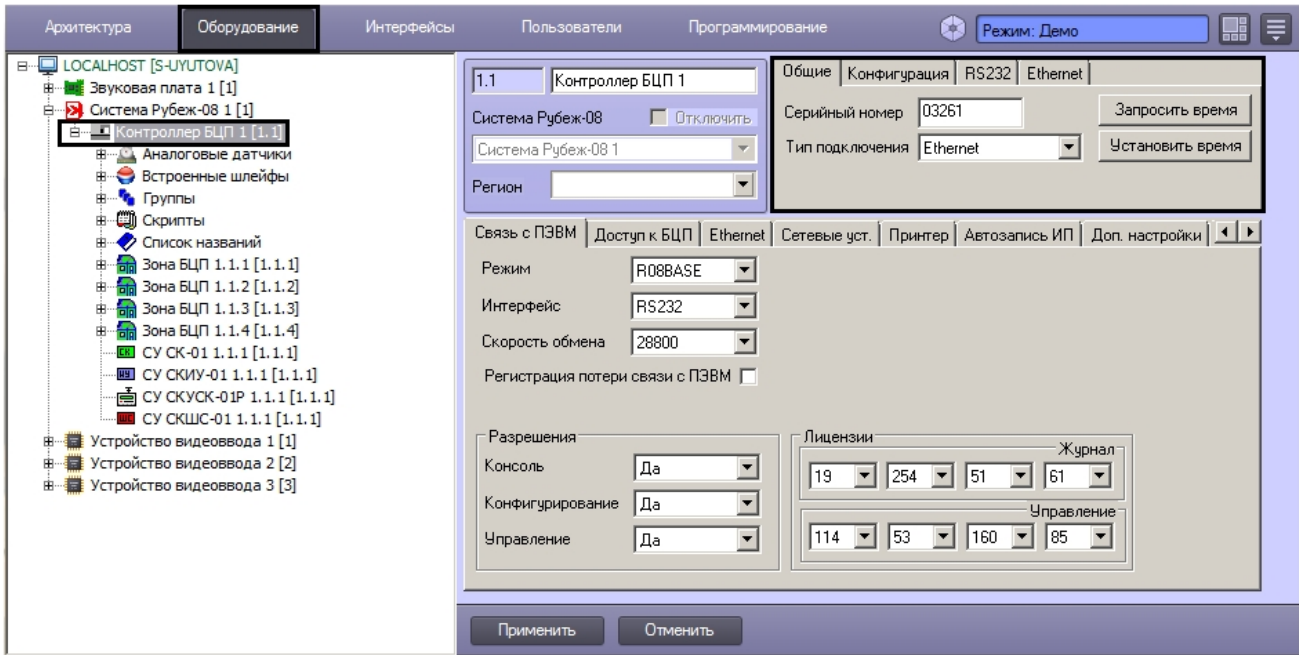 Архитектура Оборудование Интерфейсы Пользователи Программирование Режим: Демо
LOCALHOST [S-UYUTOVA]
Звуковая плата 1 [1]
Система Рубеж-08 1 [1]
Контроллер БЦП 1 [1.1]
Аналоговые датчики
Встроенные шлейфы
Группы
Скрипты
Список названий
Зона БЦП 1.1.1 [1.1.1]
Зона БЦП 1.1.2 [1.1.2]
Зона БЦП 1.1.3 [1.1.3]
Зона БЦП 1.1.4 [1.1.4]
СК СУ СК-01 1.1.1 [1.1.1]
ИУ СУ СКИУ-01 1.1.1 [1.1.1]
СУ СКУСК-01Р 1.1.1 [1.1.1]
ШС СУ СКШС-01 1.1.1 [1.1.1]
Устройство видеоввода 1 [1]
Устройство видеоввода 2 [2]
Устройство видеоввода 3 [3]
1.1 Контроллер БЦП 1
Система Рубеж-08 Отключить
Система Рубеж-08 1
Регион
Общие Конфигурация RS232 Ethernet
Серийный номер 03261 Запросить время
Тип подключения Ethernet Установить время
Связь с ПЭВМ Доступ к БЦП Ethernet Сетевые уст. Принтер Автозапись ИП Доп. настройки
Режим R08BASE
Интерфейс RS232
Скорость обмена 28800
Регистрация потери связи с ПЭВМ
Разрешения
Консоль Да
Конфигурирование Да
Управление Да
Лицензии
Журнал
19 254 51 61
Управление
114 53 160 85
Применить Отменить